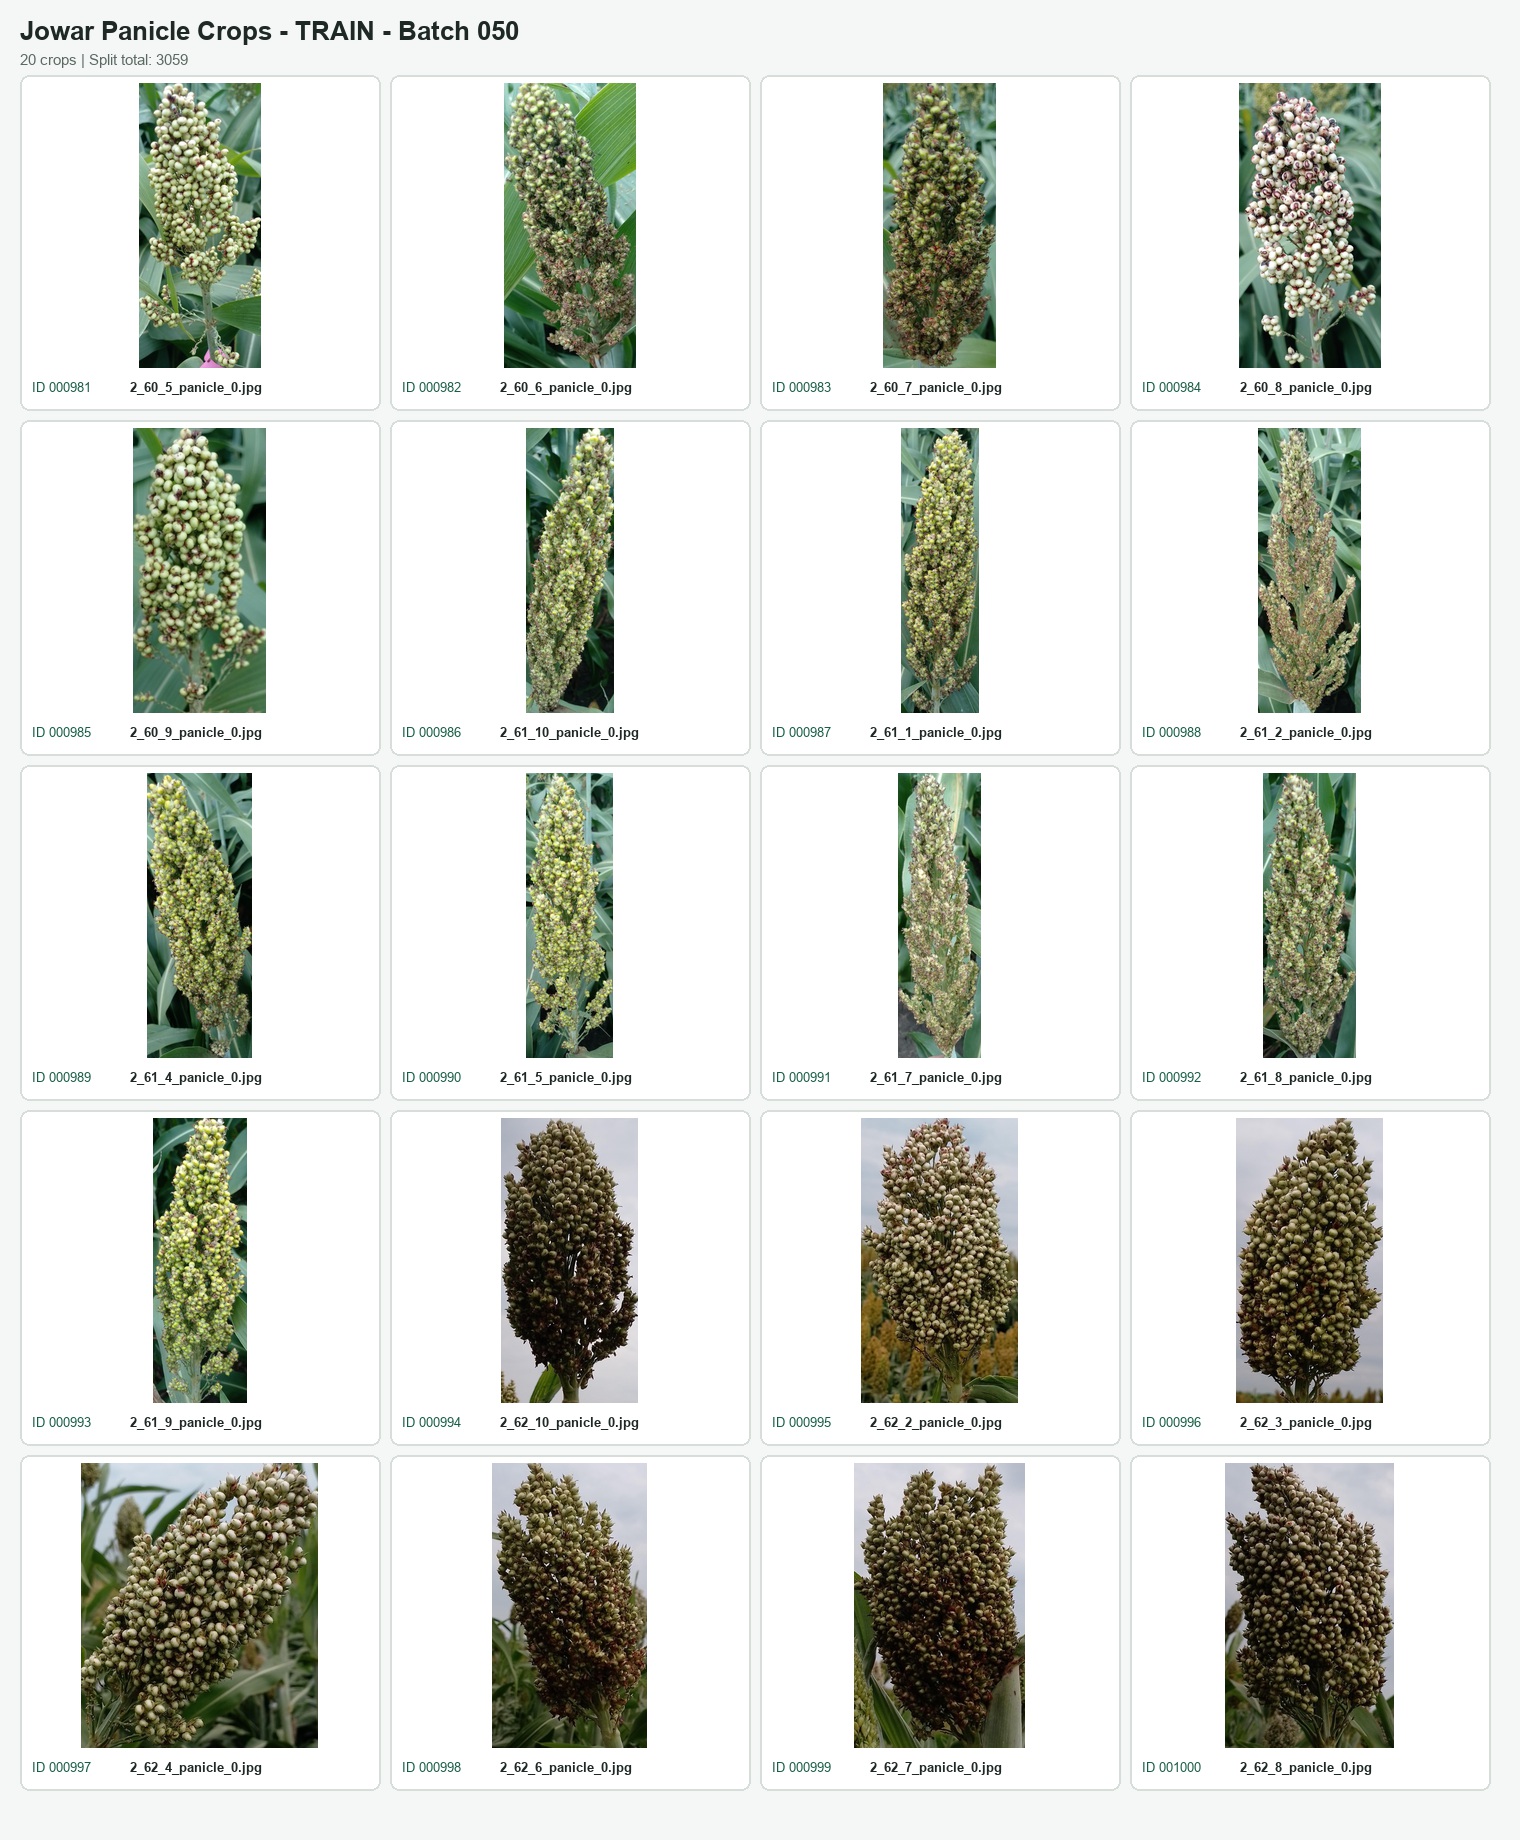 Jowar Panicle Crops - TRAIN - Batch 050
20 crops | Split total: 3059
ID 000981 2_60_5_panicle_0.jpg
ID 000982 2_60_6_panicle_0.jpg
ID 000983 2_60_7_panicle_0.jpg
ID 000984 2_60_8_panicle_0.jpg
ID 000985 2_60_9_panicle_0.jpg
ID 000986 2_61_10_panicle_0.jpg
ID 000987 2_61_1_panicle_0.jpg
ID 000988 2_61_2_panicle_0.jpg
ID 000989 2_61_4_panicle_0.jpg
ID 000990 2_61_5_panicle_0.jpg
ID 000991 2_61_7_panicle_0.jpg
ID 000992 2_61_8_panicle_0.jpg
ID 000993 2_61_9_panicle_0.jpg
ID 000994 2_62_10_panicle_0.jpg
ID 000995 2_62_2_panicle_0.jpg
ID 000996 2_62_3_panicle_0.jpg
ID 000997 2_62_4_panicle_0.jpg
ID 000998 2_62_6_panicle_0.jpg
ID 000999 2_62_7_panicle_0.jpg
ID 001000 2_62_8_panicle_0.jpg